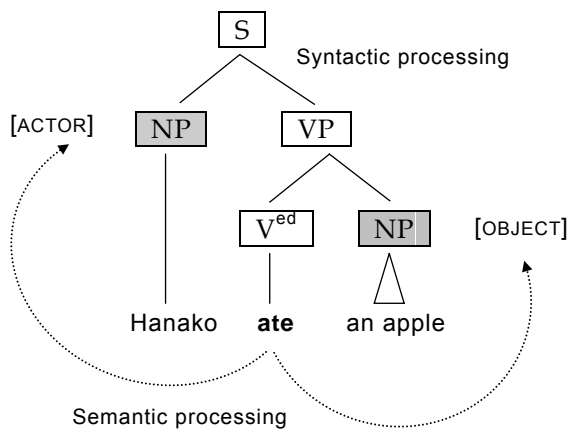 S
Syntactic processing
[ACTOR]
NP
VP
V^ed
NP
[OBJECT]
Hanako
ate
an apple
Semantic processing